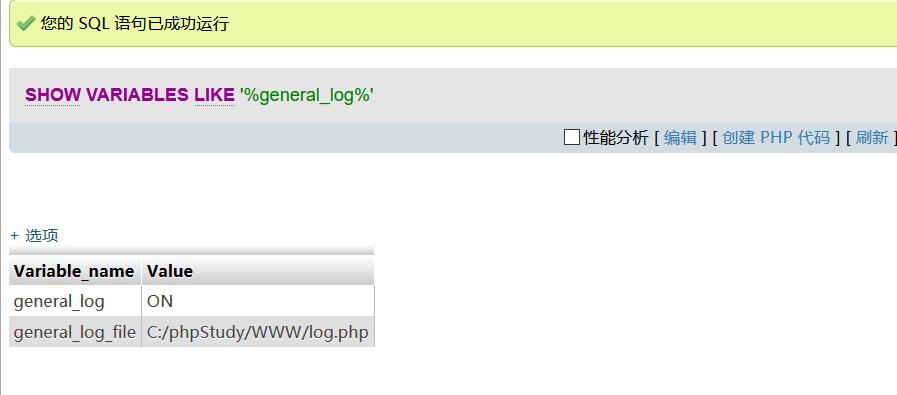 您的 SQL 语句已成功运行
SHOW VARIABLES LIKE '%general_log%'
性能分析 [ 编辑 ] [ 创建 PHP 代码 ] [ 刷新 ]
+ 选项
Variable_name Value
general_log ON
general_log_file C:/phpStudy/WWW/log.php